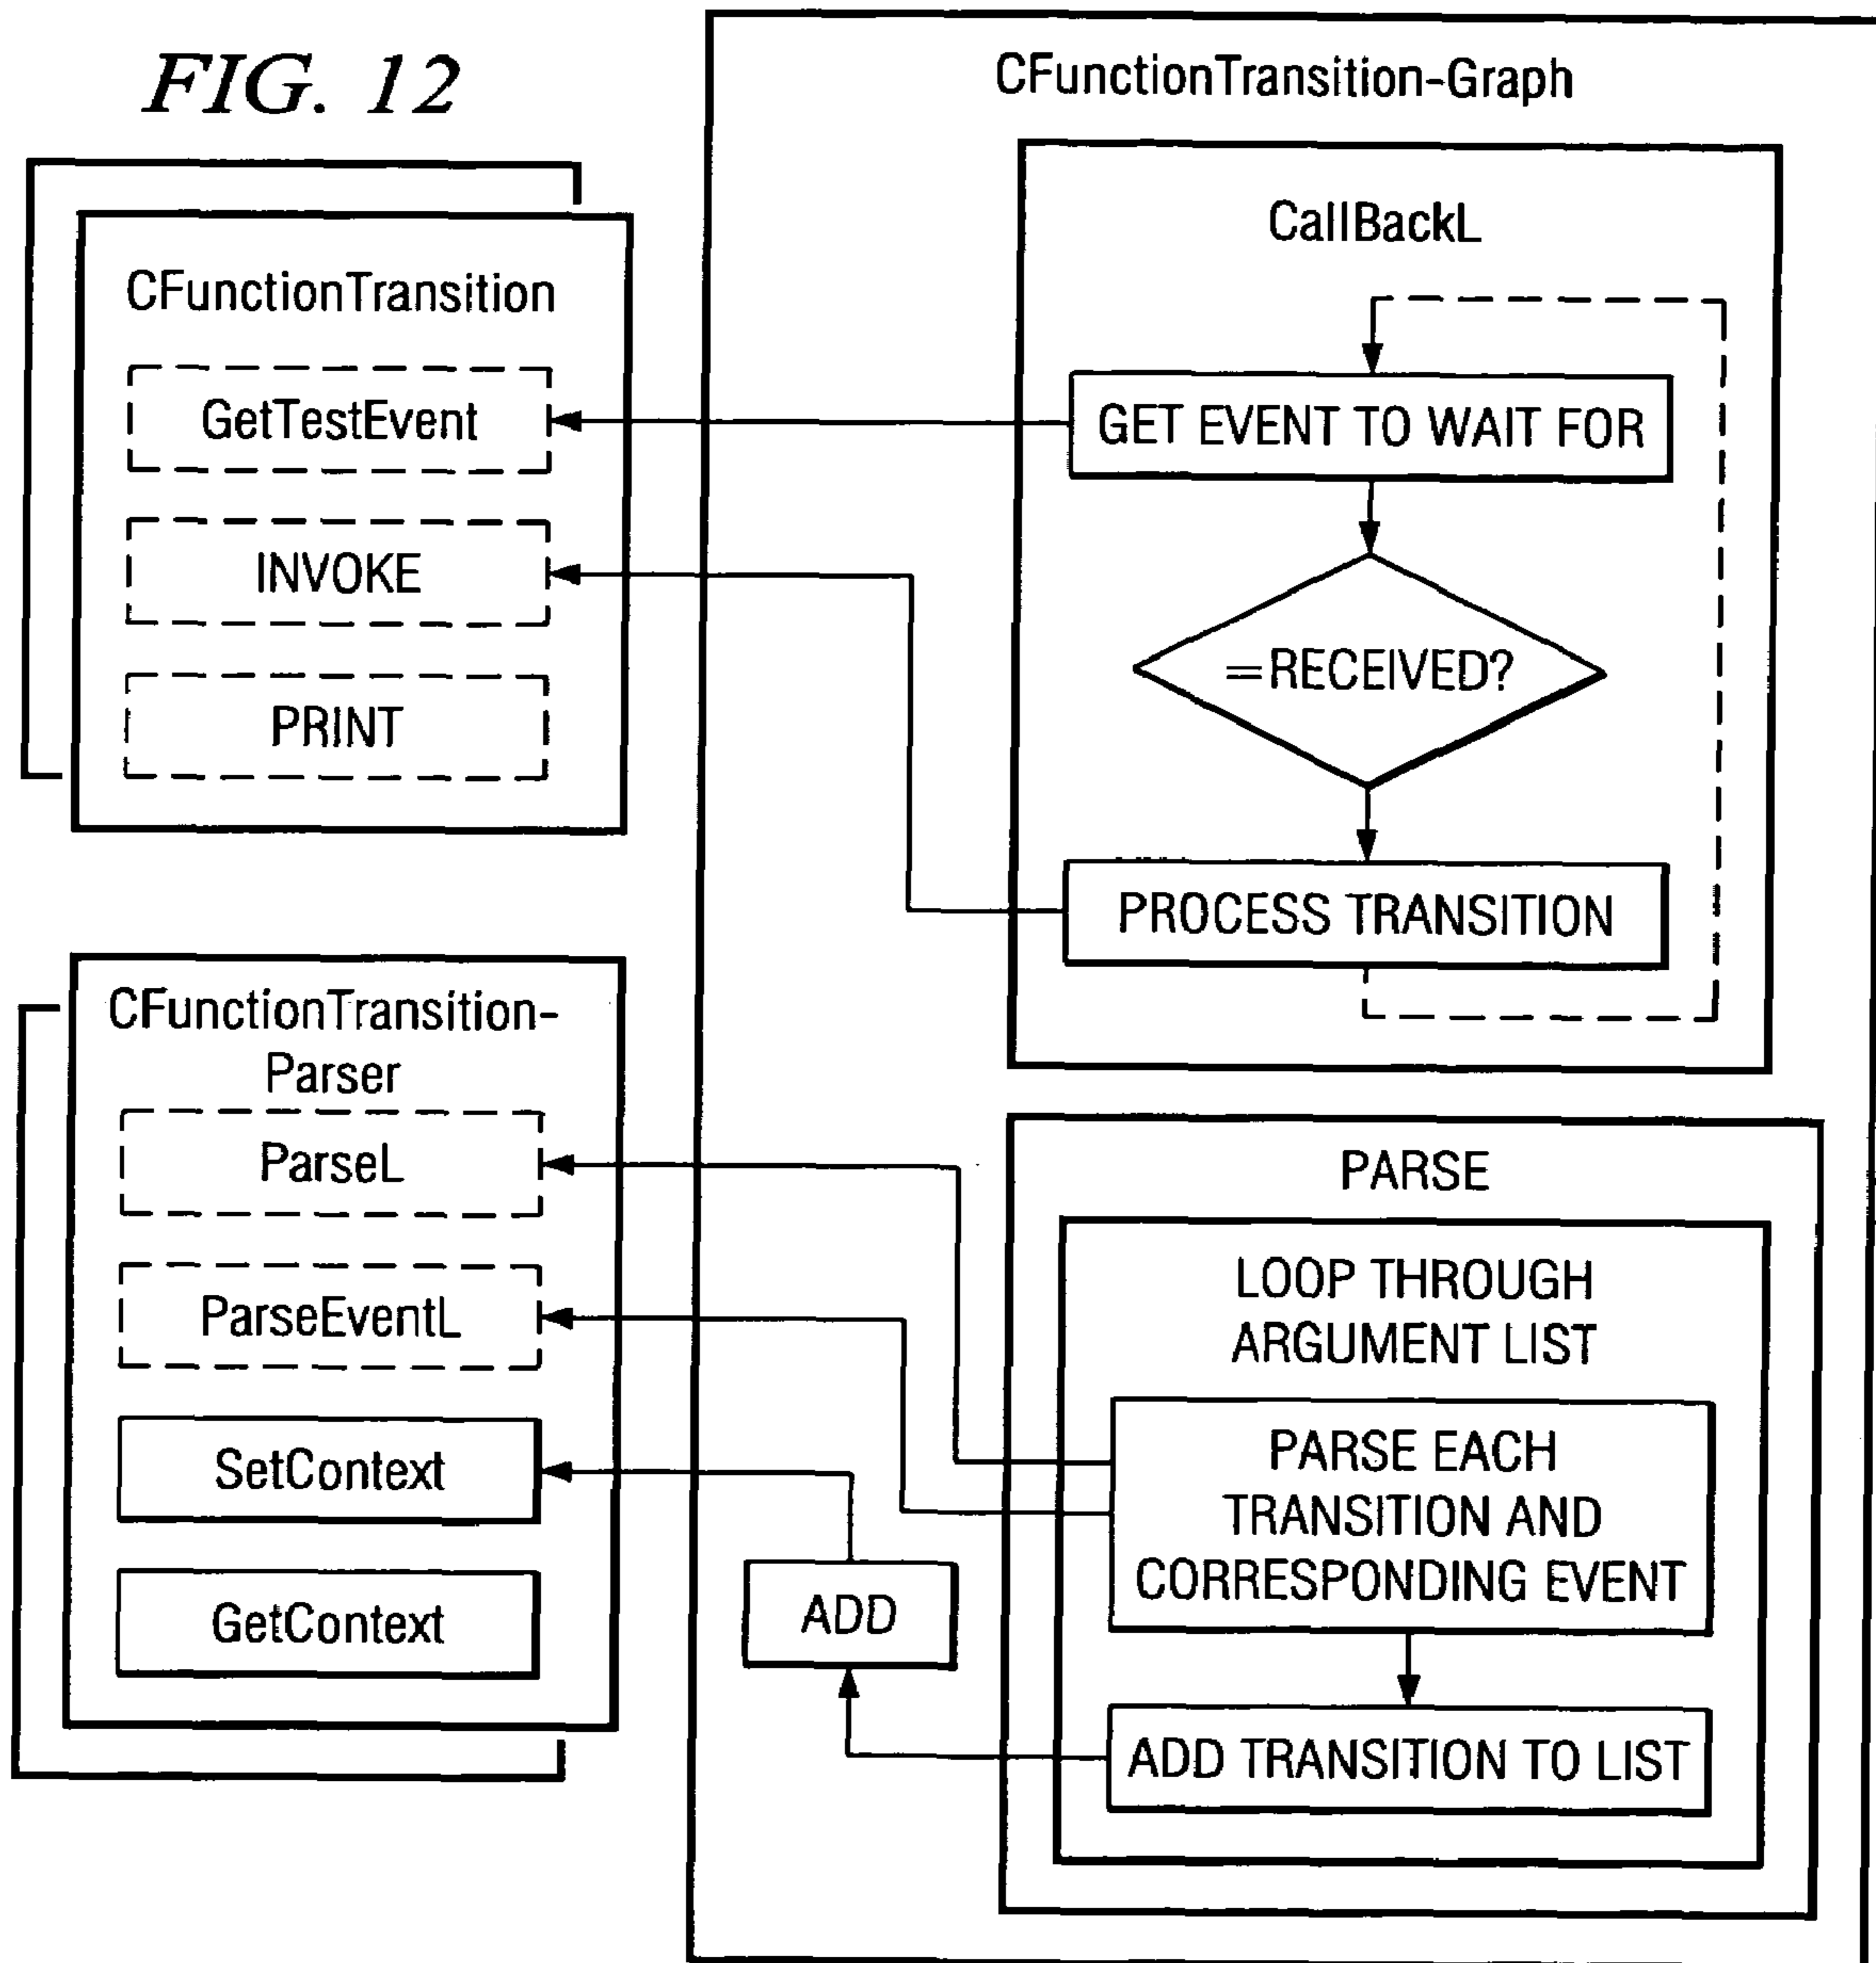 FIG. 12
CFunctionTransition-Graph
CallBackL
GET EVENT TO WAIT FOR
=RECEIVED?
PROCESS TRANSITION
CFunctionTransition
GetTestEvent
INVOKE
PRINT
CFunctionTransition-
Parser
ParseL
ParseEventL
SetContext
GetContext
ADD
PARSE
LOOP THROUGH
ARGUMENT LIST
PARSE EACH
TRANSITION AND
CORRESPONDING EVENT
ADD TRANSITION TO LIST